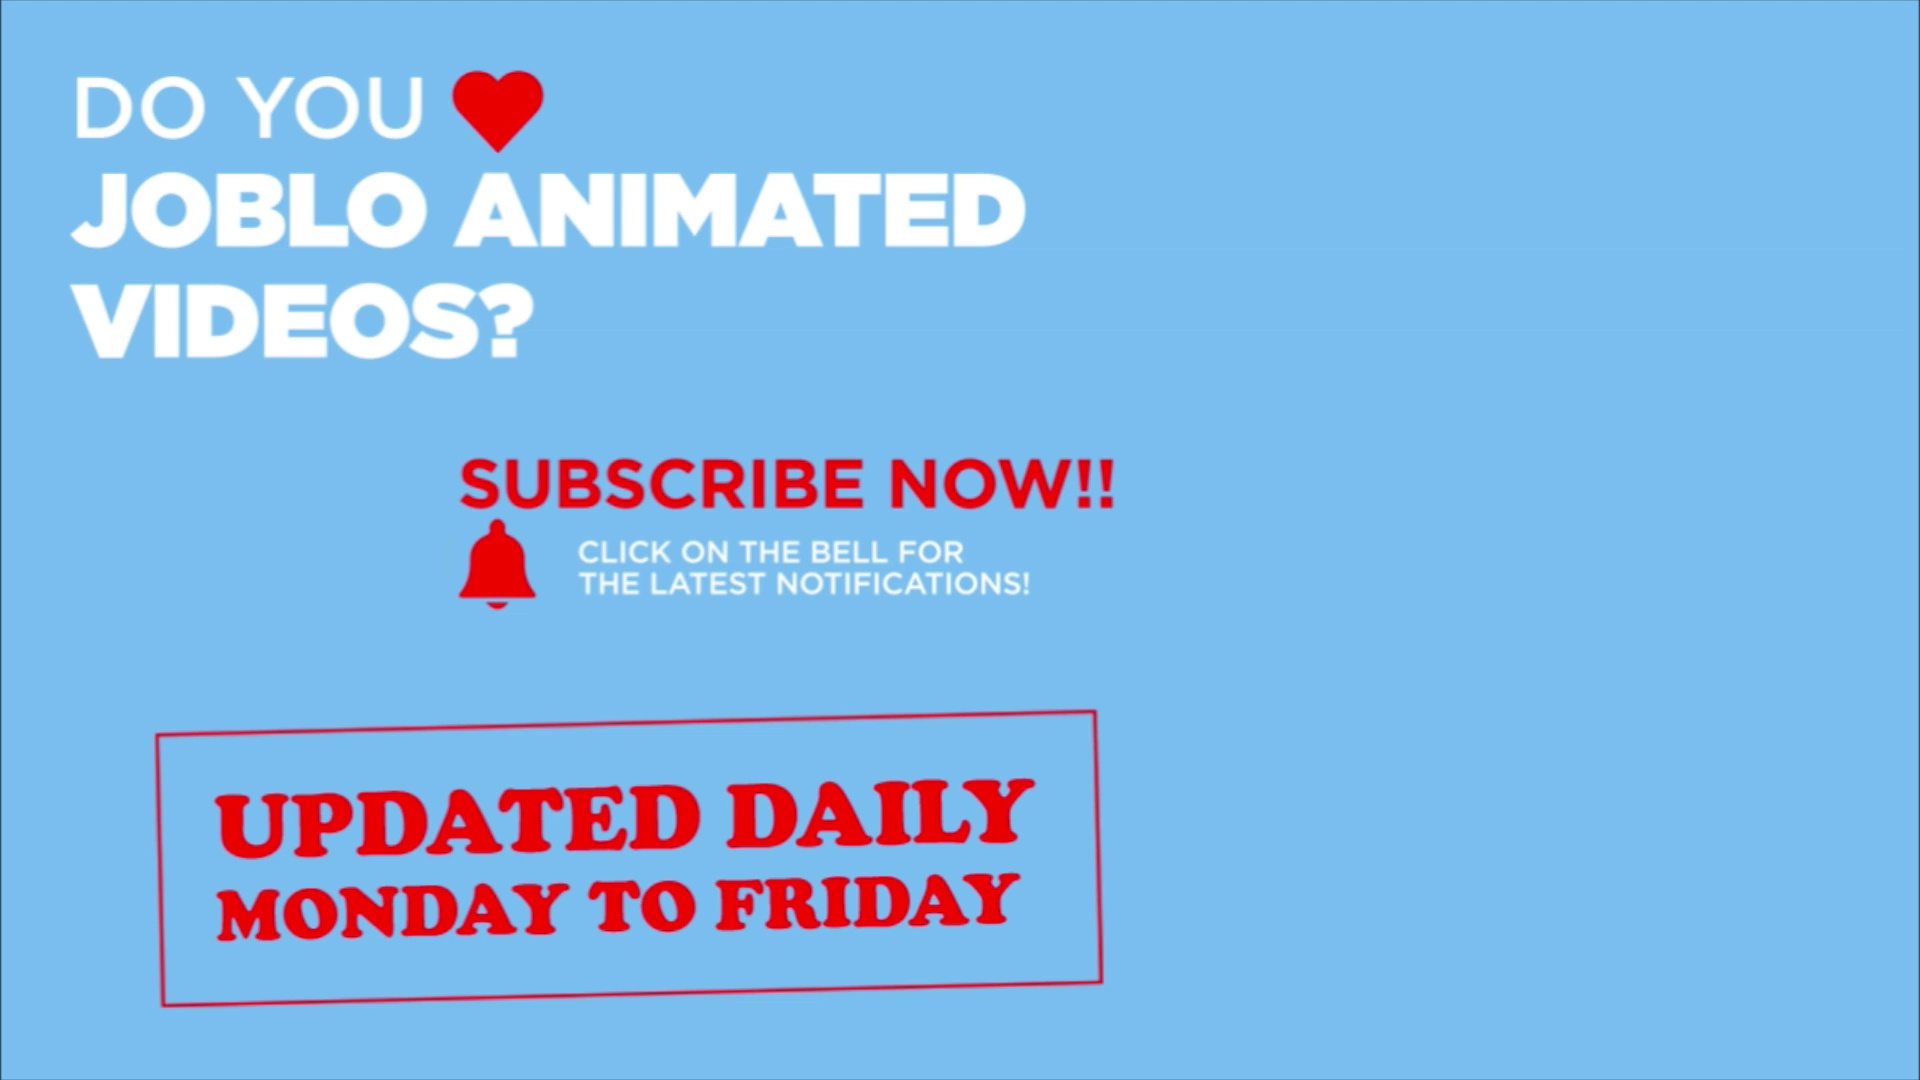 DO YOU
JOBLO ANIMATED
VIDEOS?
SUBSCRIBE NOW!!
CLICK ON THE BELL FOR
THE LATEST NOTIFICATIONS!
UPDATED DAILY
MONDAY TO FRIDAY